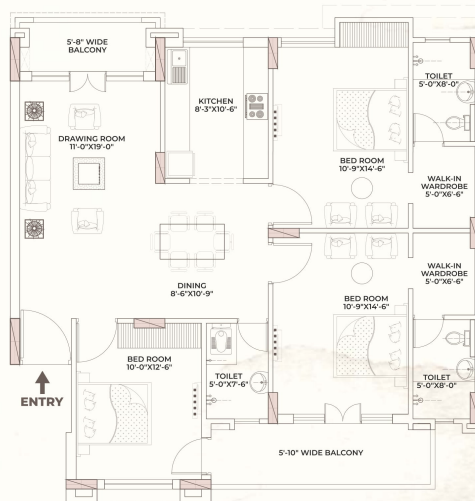 5'-8" WIDE
BALCONY
KITCHEN
8'-3"X10'-6"
TOILET
5'-0"X8'-0"
DRAWING ROOM
11'-0"X19'-0"
BED ROOM
10'-9"X14'-6"
WALK-IN
WARDROBE
5'-0"X6'-6"
WALK-IN
WARDROBE
5'-0"X6'-6"
DINING
8'-6"X10'-9"
BED ROOM
10'-9"X14'-6"
BED ROOM
10'-0"X12'-6"
TOILET
5'-0"X7'-6"
TOILET
5'-0"X8'-0"
ENTRY
5'-10" WIDE BALCONY